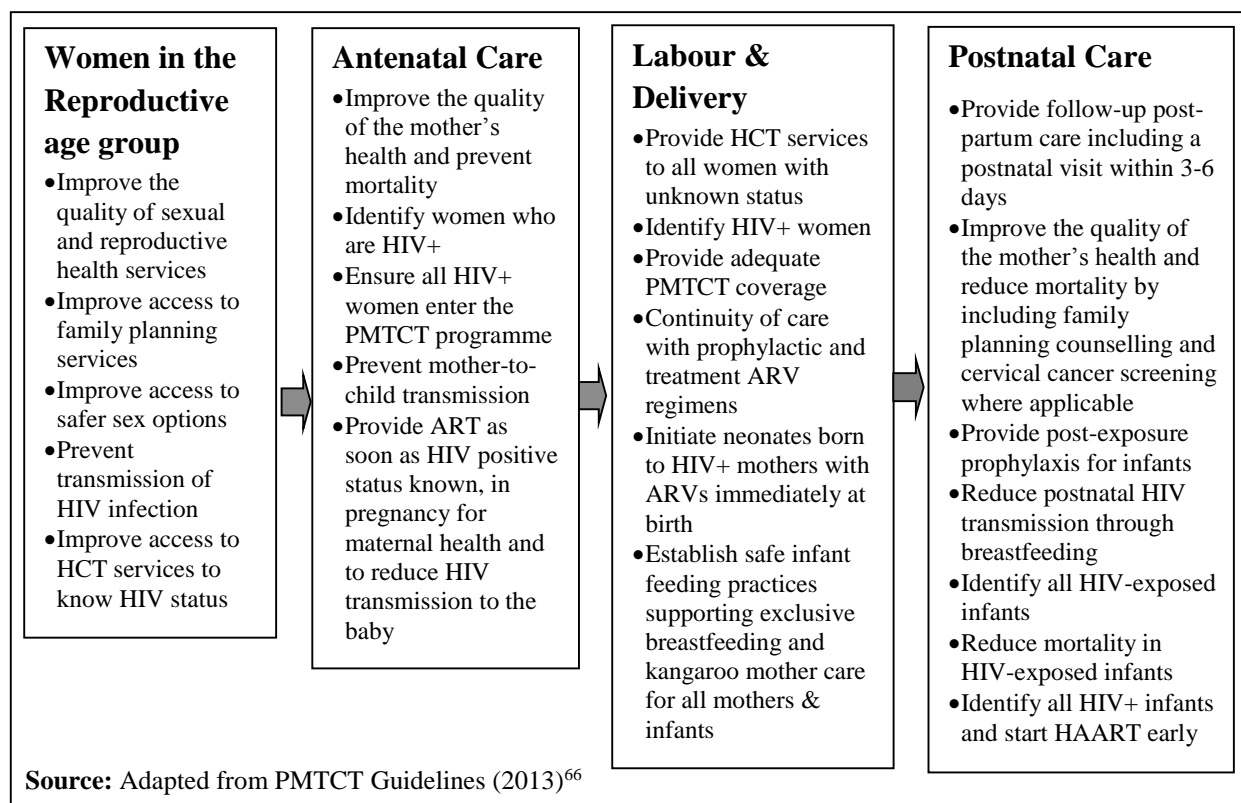 Women in the
Reproductive
age group
•Improve the
quality of sexual
and reproductive
health services
•Improve access to
family planning
services
•Improve access to
safer sex options
•Prevent
transmission of
HIV infection
•Improve access to
HCT services to
know HIV status
Antenatal Care
•Improve the quality
of the mother's
health and prevent
mortality
•Identify women who
are HIV+
•Ensure all HIV+
women enter the
PMTCT programme
•Prevent mother-to-
child transmission
•Provide ART as
soon as HIV positive
status known, in
pregnancy for
maternal health and
to reduce HIV
transmission to the
baby
Labour &
Delivery
•Provide HCT services
to all women with
unknown status
•Identify HIV+ women
•Provide adequate
PMTCT coverage
•Continuity of care
with prophylactic and
treatment ARV
regimens
•Initiate neonates born
to HIV+ mothers with
ARVs immediately at
birth
•Establish safe infant
feeding practices
supporting exclusive
breastfeeding and
kangaroo mother care
for all mothers &
infants
Postnatal Care
•Provide follow-up post-
partum care including a
postnatal visit within 3-6
days
•Improve the quality of
the mother's health and
reduce mortality by
including family
planning counselling and
cervical cancer screening
where applicable
•Provide post-exposure
prophylaxis for infants
•Reduce postnatal HIV
transmission through
breastfeeding
•Identify all HIV-exposed
infants
•Reduce mortality in
HIV-exposed infants
•Identify all HIV+ infants
and start HAART early
Source: Adapted from PMTCT Guidelines (2013)66